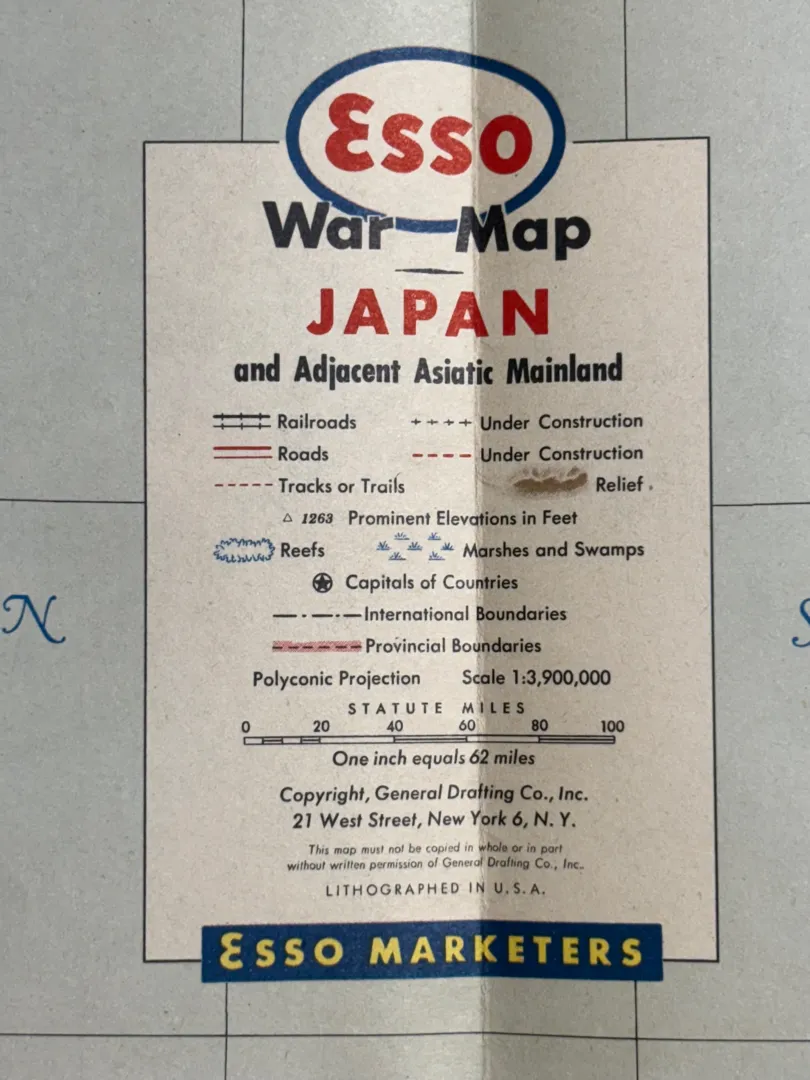 Esso
War Map
JAPAN
and Adjacent Asiatic Mainland
Railroads Under Construction
Roads Under Construction
Tracks or Trails Relief
1263 Prominent Elevations in Feet
Reefs Marshes and Swamps
Capitals of Countries
International Boundaries
Provincial Boundaries
Polyconic Projection Scale 1:3,900,000
STATUTE MILES
0 20 40 60 80 100
One inch equals 62 miles
Copyright, General Drafting Co., Inc.
21 West Street, New York 6, N. Y.
This map must not be copied in whole or in part
without written permission of General Drafting Co., Inc.
LITHOGRAPHED IN U.S.A.
ESSO MARKETERS
N